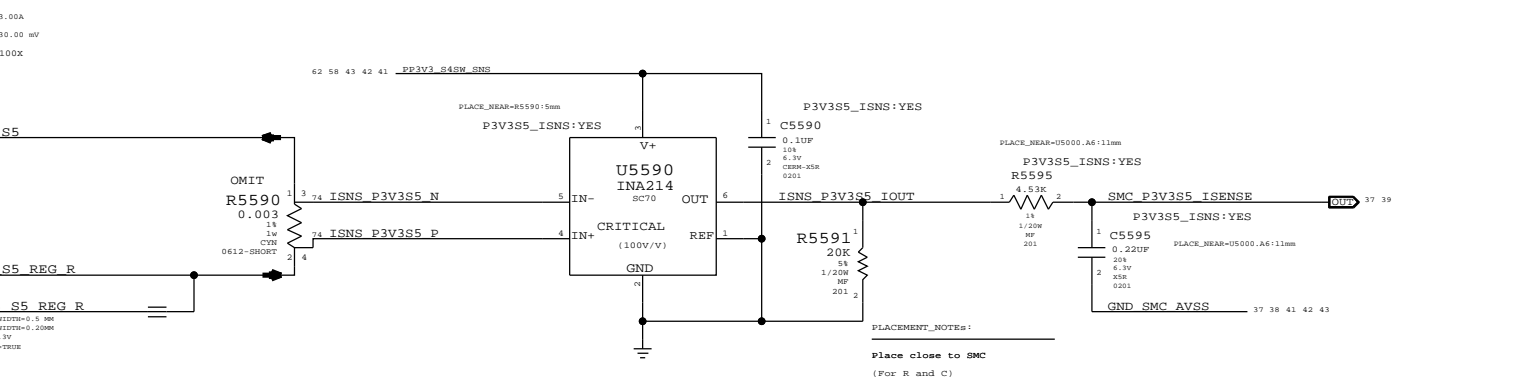 3.00A
30.00 mV
100X
62 58 43 42 41 PP3V3_S4SW_SNS
PLACE_NEAR=R5590:5mm
P3V3S5_ISNS:YES
3
V+
U5590
INA214
SC70
CRITICAL
(100V/V)
5 IN-
4 IN+
OUT 6
REF 1
GND
2
P3V3S5_ISNS:YES
1 C5590
0.1UF
10%
6.3V
CERM-X5R
0201
2
S5
OMIT
R5590
0.003
1%
1W
CYN
0612-SHORT
1 3
2 4
74 ISNS_P3V3S5_N
74 ISNS_P3V3S5_P
S5_REG_R
S5_REG_R
WIDTH=0.5 MM
WIDTH=0.20MM
3V
=TRUE
ISNS_P3V3S5_IOUT
R5591
20K
5%
1/20W
MF
201
1
2
PLACE_NEAR=U5000.A6:11mm
P3V3S5_ISNS:YES
R5595
4.53K
1 2
1%
1/20W
MF
201
SMC_P3V3S5_ISENSE
OUT 37 39
P3V3S5_ISNS:YES
1 C5595
0.22UF
20%
6.3V
X5R
0201
2
PLACE_NEAR=U5000.A6:11mm
GND_SMC_AVSS 37 38 41 42 43
PLACEMENT_NOTEs:
Place close to SMC
(For R and C)